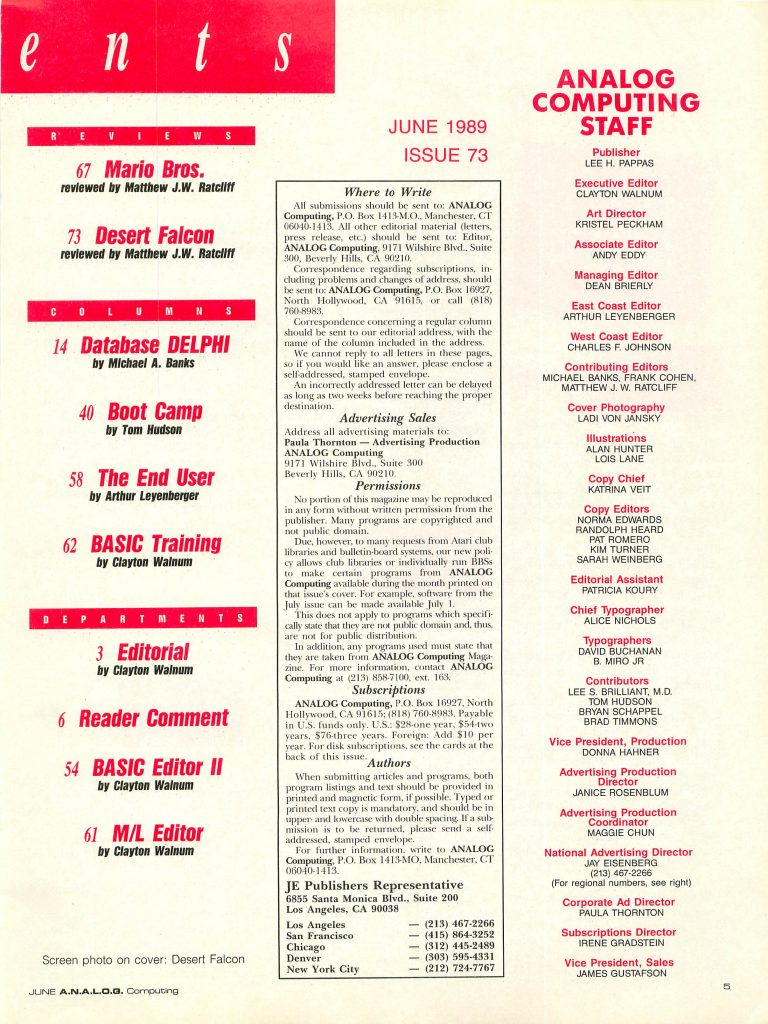 ents
REVIEWS
67 Mario Bros.
reviewed by Matthew J.W. Ratcliff
73 Desert Falcon
reviewed by Matthew J.W. Ratcliff
COLUMNS
14 Database DELPHI
by Michael A. Banks
40 Boot Camp
by Tom Hudson
58 The End User
by Arthur Leyenberger
62 BASIC Training
by Clayton Walnum
DEPARTMENTS
3 Editorial
by Clayton Walnum
6 Reader Comment
54 BASIC Editor II
by Clayton Walnum
61 M/L Editor
by Clayton Walnum
Screen photo on cover: Desert Falcon
JUNE 1989
ISSUE 73
Where to Write
All submissions should be sent to: ANALOG
Computing, P.O. Box 1413-M.O., Manchester, CT
06040-1413. All other editorial material (letters,
press release, etc.) should be sent to: Editor,
ANALOG Computing, 9171 Wilshire Blvd., Suite
300, Beverly Hills, CA 90210.
Correspondence regarding subscriptions, in-
cluding problems and changes of address, should
be sent to: ANALOG Computing, P.O. Box 16927,
North Hollywood, CA 91615, or call (818)
760-8983.
Correspondence concerning a regular column
should be sent to our editorial address, with the
name of the column included in the address.
We cannot reply to all letters in these pages,
so if you would like an answer, please enclose a
self-addressed, stamped envelope.
An incorrectly addressed letter can be delayed
as long as two weeks before reaching the proper
destination.
Advertising Sales
Address all advertising materials to:
Paula Thornton — Advertising Production
ANALOG Computing
9171 Wilshire Blvd., Suite 300
Beverly Hills, CA 90210.
Permissions
No portion of this magazine may be reproduced
in any form without written permission from the
publisher. Many programs are copyrighted and
not public domain.
Due, however, to many requests from Atari club
libraries and bulletin-board systems, our new poli-
cy allows club libraries or individually run BBSs
to make certain programs from ANALOG
Computing available during the month printed on
that issue's cover. For example, software from the
July issue can be made available July 1.
This does not apply to programs which specifi-
cally state that they are not public domain and, thus,
are not for public distribution.
In addition, any programs used must state that
they are taken from ANALOG Computing Maga-
zine. For more information, contact ANALOG
Computing at (213) 858-7100, ext. 163.
Subscriptions
ANALOG Computing, P.O. Box 16927, North
Hollywood, CA 91615; (818) 760-8983. Payable
in U.S. funds only. U.S.: $28-one year, $54-two
years, $76-three years. Foreign: Add $10 per
year. For disk subscriptions, see the cards at the
back of this issue.
Authors
When submitting articles and programs, both
program listings and text should be provided in
printed and magnetic form, if possible. Typed or
printed text copy is mandatory, and should be in
upper- and lowercase with double spacing. If a sub-
mission is to be returned, please send a self-
addressed, stamped envelope.
For further information, write to ANALOG
Computing, P.O. Box 1413-MO, Manchester, CT
06040-1413.
JE Publishers Representative
6855 Santa Monica Blvd., Suite 200
Los Angeles, CA 90038
Los Angeles — (213) 467-2266
San Francisco — (415) 864-3252
Chicago — (312) 445-2489
Denver — (303) 595-4331
New York City — (212) 724-7767
ANALOG
COMPUTING
STAFF
Publisher
LEE H. PAPPAS
Executive Editor
CLAYTON WALNUM
Art Director
KRISTEL PECKHAM
Associate Editor
ANDY EDDY
Managing Editor
DEAN BRIERLY
East Coast Editor
ARTHUR LEYENBERGER
West Coast Editor
CHARLES F. JOHNSON
Contributing Editors
MICHAEL BANKS, FRANK COHEN,
MATTHEW J. W. RATCLIFF
Cover Photography
LADI VON JANSKY
Illustrations
ALAN HUNTER
LOIS LANE
Copy Chief
KATRINA VEIT
Copy Editors
NORMA EDWARDS
RANDOLPH HEARD
PAT ROMERO
KIM TURNER
SARAH WEINBERG
Editorial Assistant
PATRICIA KOURY
Chief Typographer
ALICE NICHOLS
Typographers
DAVID BUCHANAN
B. MIRO JR
Contributors
LEE S. BRILLIANT, M.D.
TOM HUDSON
BRYAN SCHAPPEL
BRAD TIMMONS
Vice President, Production
DONNA HAHNER
Advertising Production
Director
JANICE ROSENBLUM
Advertising Production
Coordinator
MAGGIE CHUN
National Advertising Director
JAY EISENBERG
(213) 467-2266
(For regional numbers, see right)
Corporate Ad Director
PAULA THORNTON
Subscriptions Director
IRENE GRADSTEIN
Vice President, Sales
JAMES GUSTAFSON
JUNE A.N.A.L.O.G. Computing
5